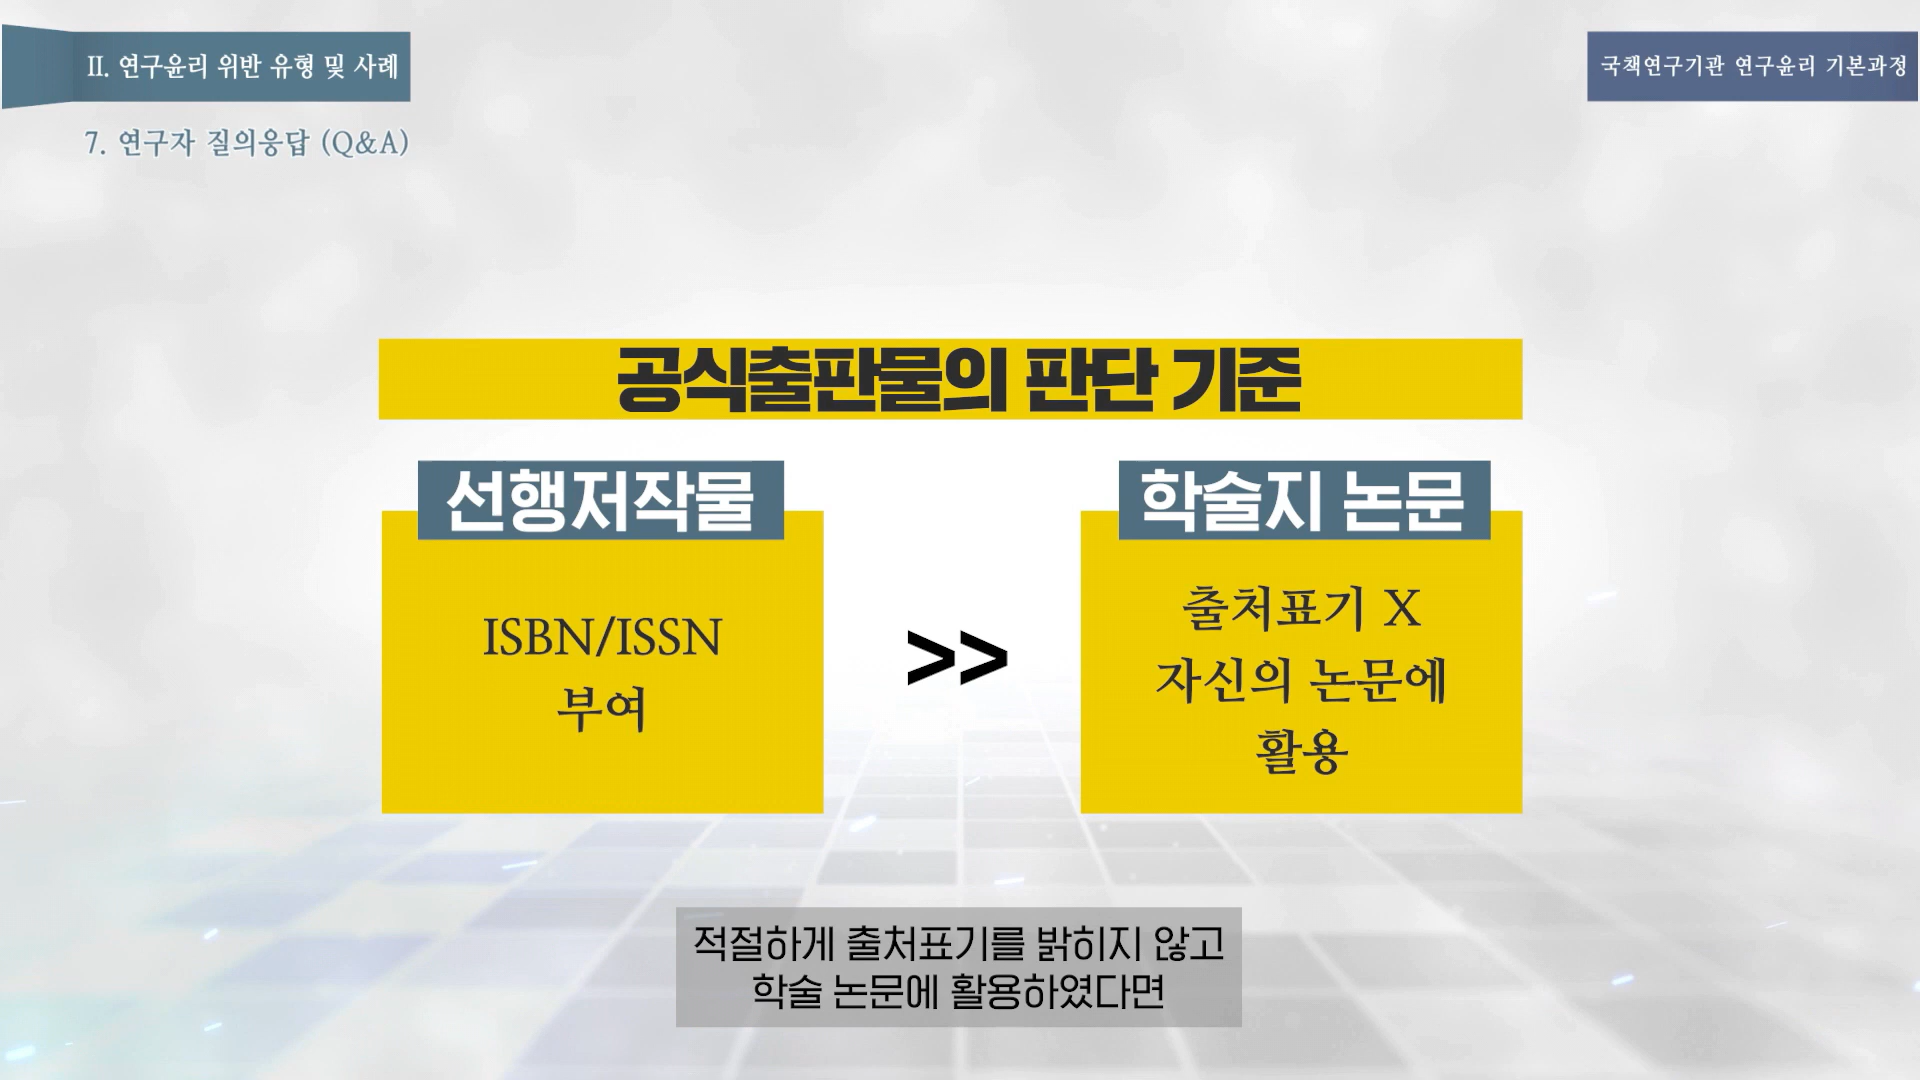 II. 연구윤리 위반 유형 및 사례
국책연구기관 연구윤리 기본과정
7. 연구자 질의응답 (Q&A)
공식출판물의 판단 기준
선행저작물
ISBN/ISSN
부여
>>
학술지 논문
출처표기 X
자신의 논문에
활용
적절하게 출처표기를 밝히지 않고
학술 논문에 활용하였다면